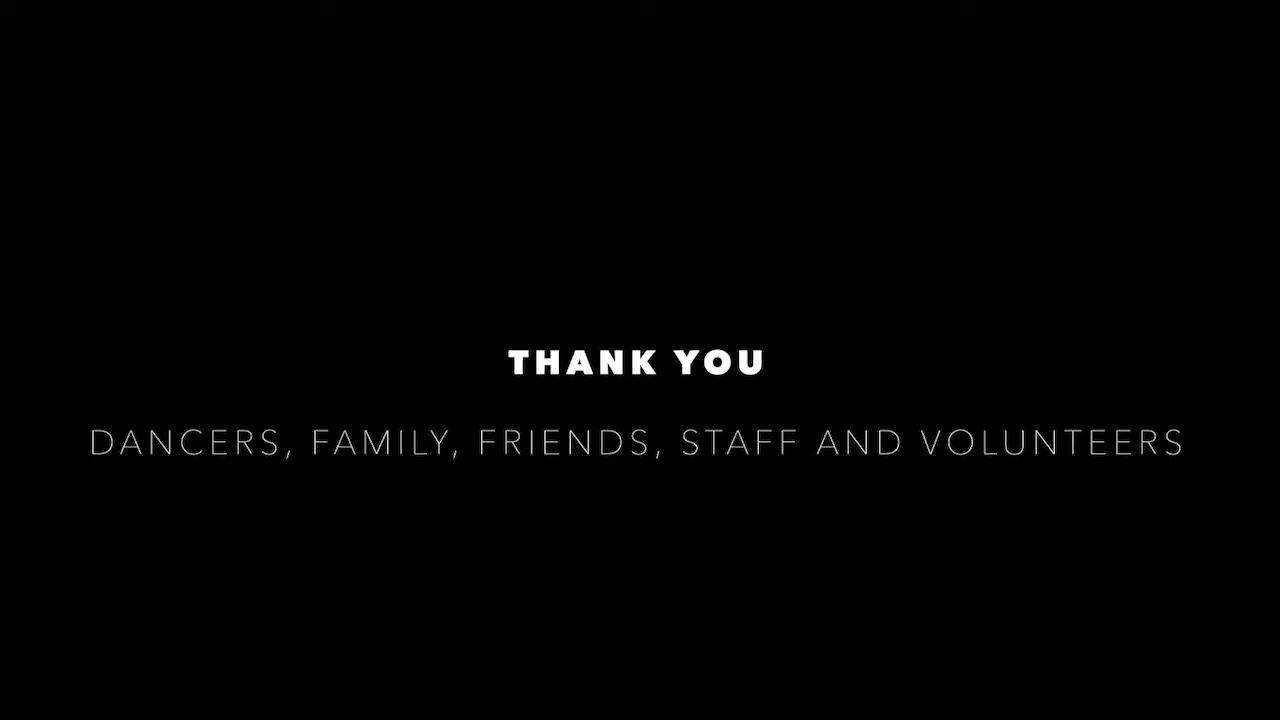 THANK YOU
DANCERS, FAMILY, FRIENDS, STAFF AND VOLUNTEERS